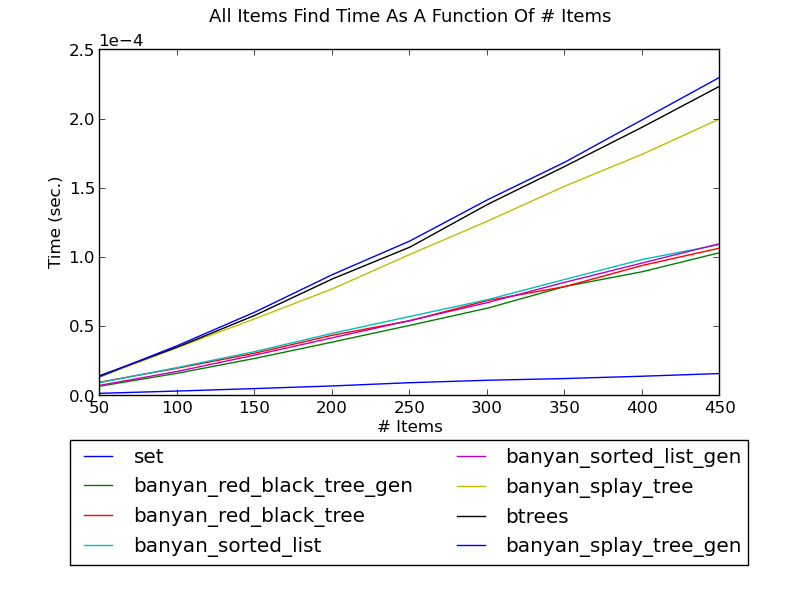 All Items Find Time As A Function Of # Items
1e−4
2.5
2.0
1.5
1.0
0.5
0.0
Time (sec.)
50 100 150 200 250 300 350 400 450
# Items
set
banyan_red_black_tree_gen
banyan_red_black_tree
banyan_sorted_list
banyan_sorted_list_gen
banyan_splay_tree
btrees
banyan_splay_tree_gen